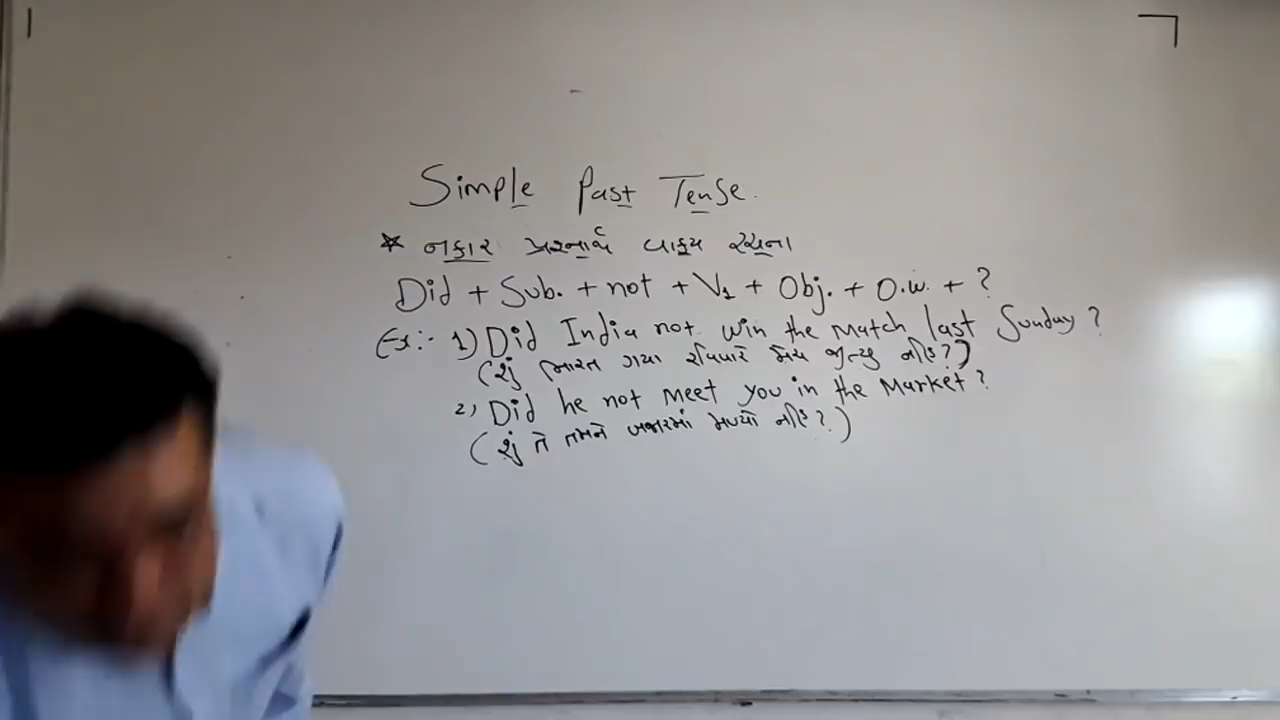 Simple Past Tense.
☆ નકાર પ્રશ્નાર્થ વાક્ય રચના
Did + Sub. + not + V₁ + Obj. + O.w. + ?
Ex:- 1) Did India not win the Match last Sunday ?
(શું ભારત ગયા રવિવારે મેચ જીત્યુ નહિ?)
2) Did he not meet you in the Market ?
(શું તે તમને બજારમાં મળ્યો નહિ?)